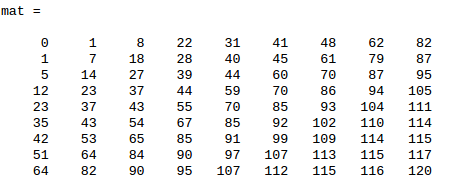 mat =
0 1 8 22 31 41 48 62 82
1 7 18 28 40 45 61 79 87
5 14 27 39 44 60 70 87 95
12 23 37 44 59 70 86 94 105
23 37 43 55 70 85 93 104 111
35 43 54 67 85 92 102 110 114
42 53 65 85 91 99 109 114 115
51 64 84 90 97 107 113 115 117
64 82 90 95 107 112 115 116 120